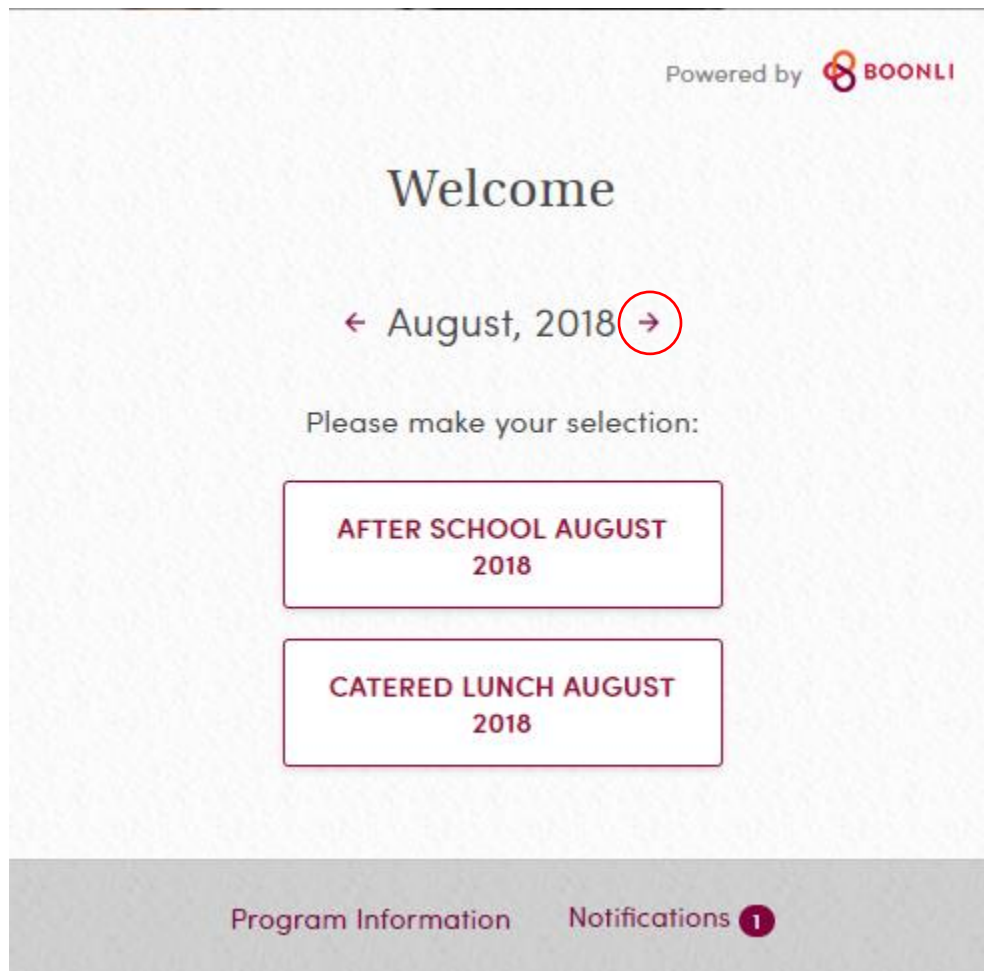 Powered by BOONLI
Welcome
← August, 2018 →
Please make your selection:
AFTER SCHOOL AUGUST
2018
CATERED LUNCH AUGUST
2018
Program Information Notifications 1